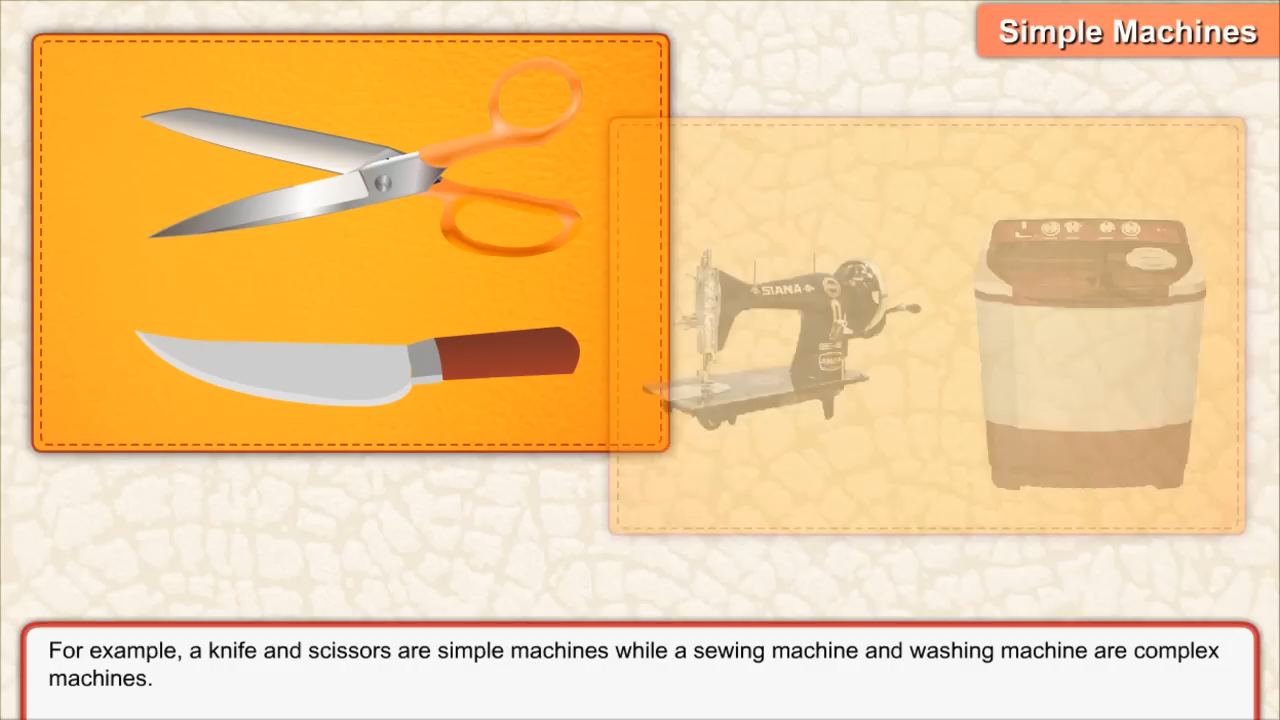 Simple Machines
SIANA
For example, a knife and scissors are simple machines while a sewing machine and washing machine are complex
machines.